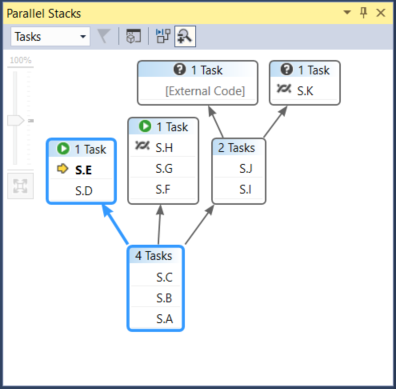 Parallel Stacks
Tasks
100%
? 1 Task
[External Code]
? 1 Task
S.K
1 Task
S.E
S.D
1 Task
S.H
S.G
S.F
2 Tasks
S.J
S.I
4 Tasks
S.C
S.B
S.A